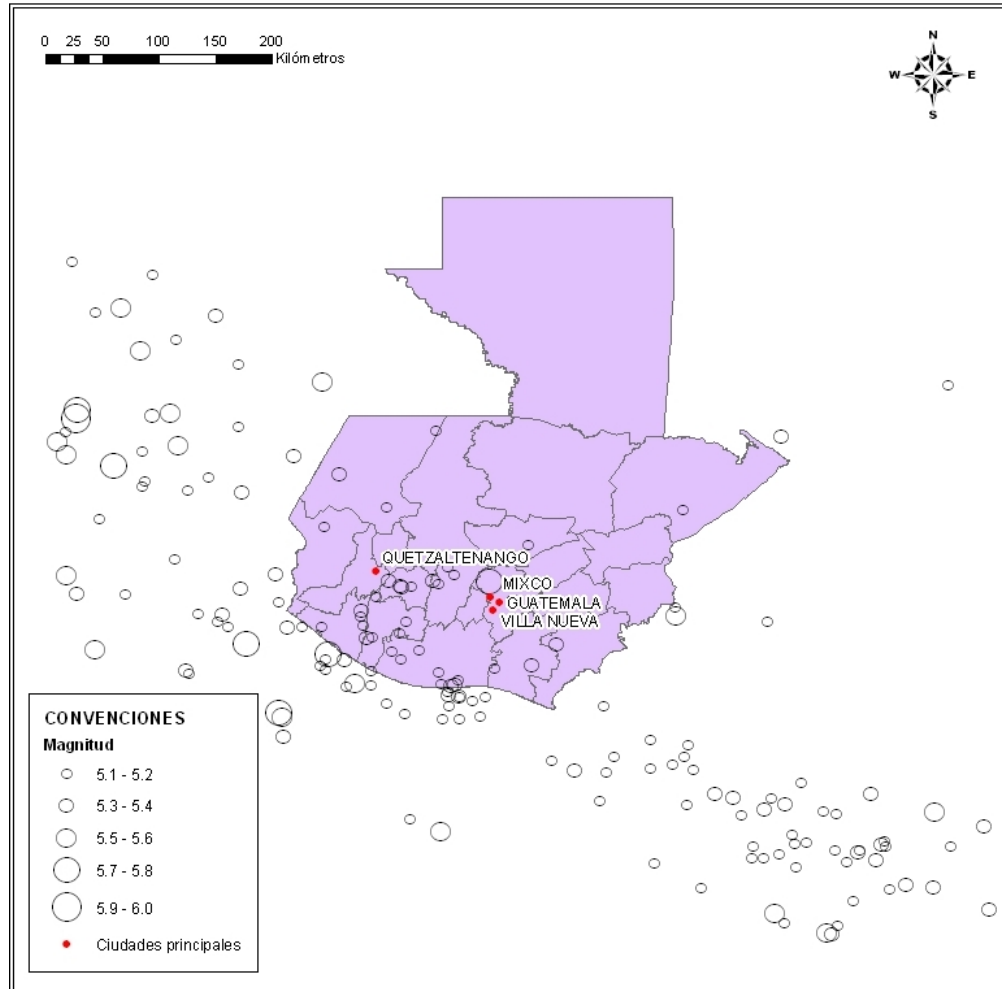 0 25 50 100 150 200
Kilómetros
N
W E
S
QUETZALTENANGO
MIXCO
GUATEMALA
VILLA NUEVA
CONVENCIONES
Magnitud
5.1 - 5.2
5.3 - 5.4
5.5 - 5.6
5.7 - 5.8
5.9 - 6.0
Ciudades principales